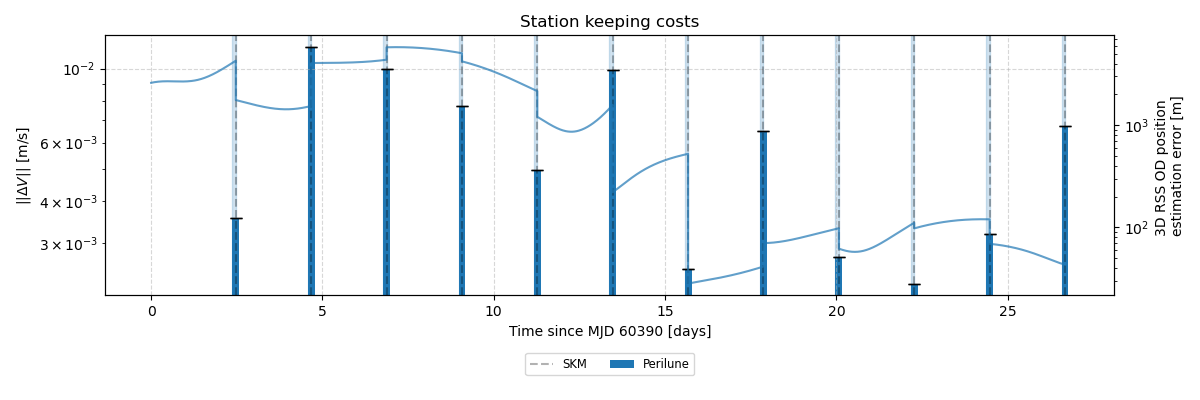 Station keeping costs
||ΔV|| [m/s]
10⁻²
6 × 10⁻³
4 × 10⁻³
3 × 10⁻³
10³
10²
3D RSS OD position
estimation error [m]
0 5 10 15 20 25
Time since MJD 60390 [days]
SKM Perilune